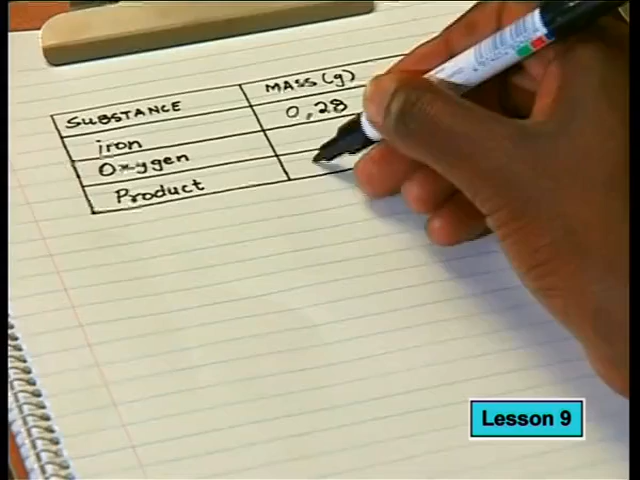 SUBSTANCE MASS (g)
iron 0,28
Oxygen
Product
Lesson 9